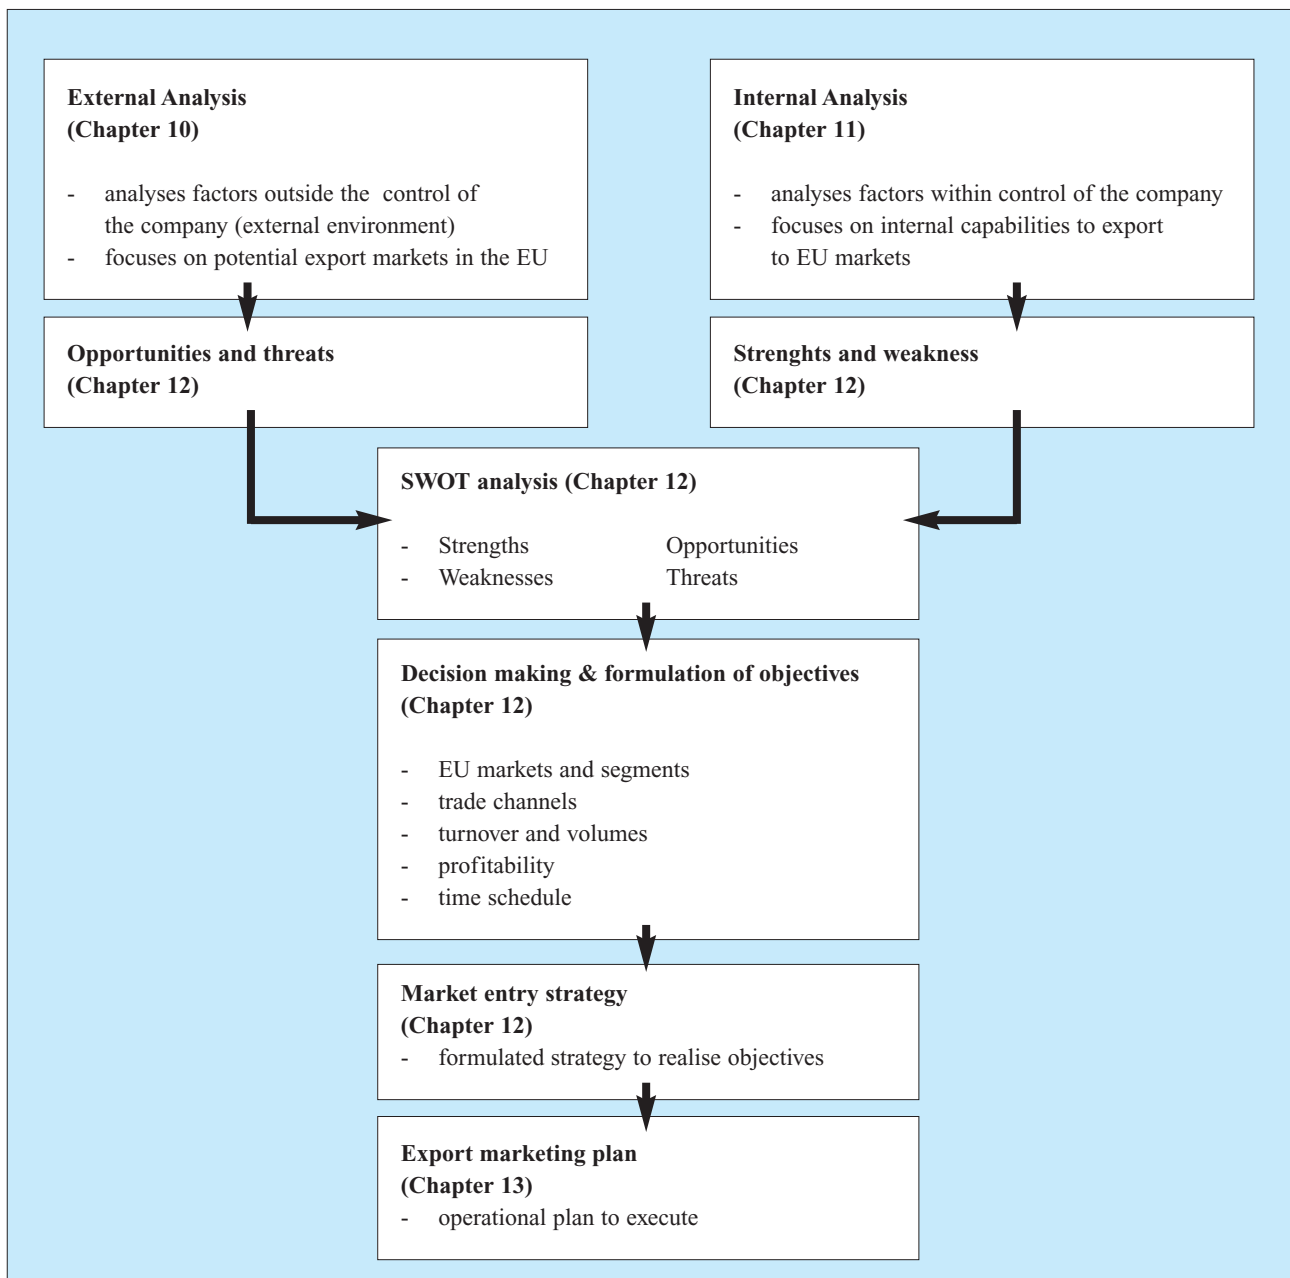 External Analysis
(Chapter 10)
- analyses factors outside the control of
the company (external environment)
- focuses on potential export markets in the EU
Internal Analysis
(Chapter 11)
- analyses factors within control of the company
- focuses on internal capabilities to export
to EU markets
Opportunities and threats
(Chapter 12)
Strenghts and weakness
(Chapter 12)
SWOT analysis (Chapter 12)
- Strengths Opportunities
- Weaknesses Threats
Decision making & formulation of objectives
(Chapter 12)
- EU markets and segments
- trade channels
- turnover and volumes
- profitability
- time schedule
Market entry strategy
(Chapter 12)
- formulated strategy to realise objectives
Export marketing plan
(Chapter 13)
- operational plan to execute